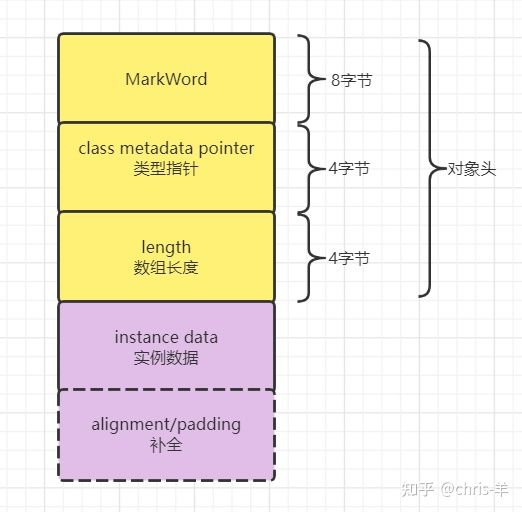 MarkWord
8字节
class metadata pointer
类型指针
4字节
对象头
length
数组长度
4字节
instance data
实例数据
alignment/padding
补全
知乎 @chris-羊